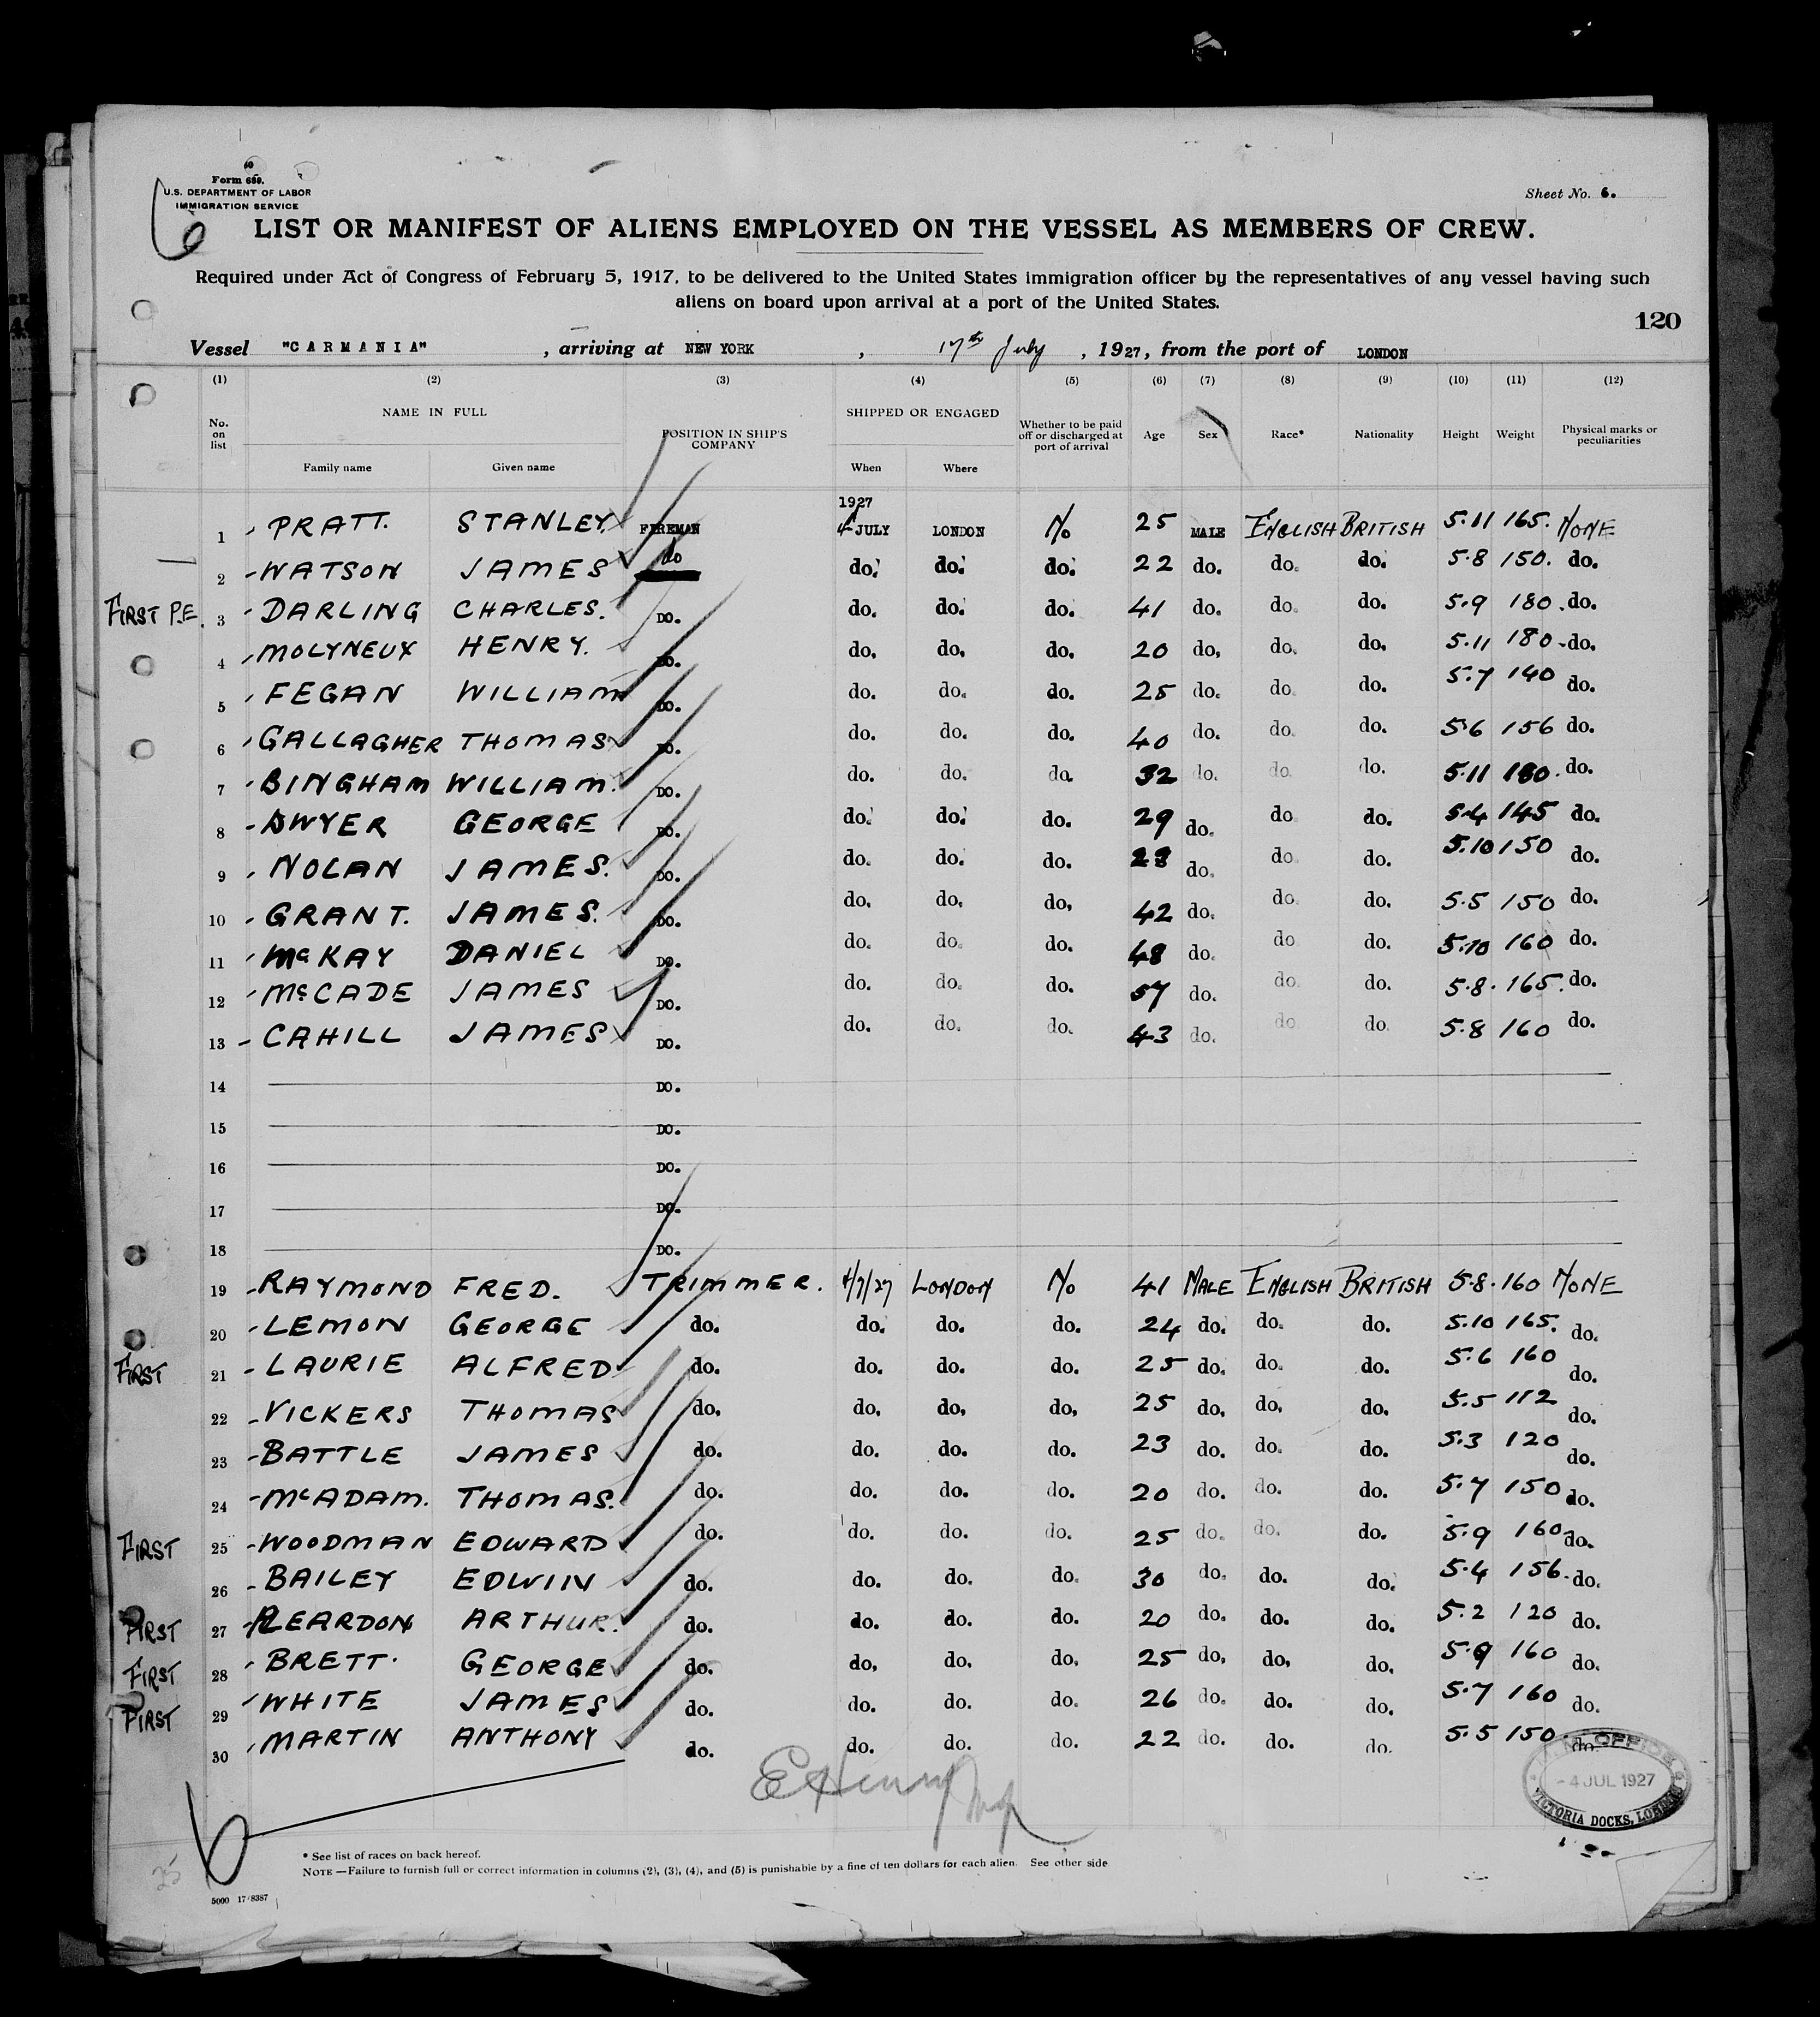 60
Form 680.
U.S. DEPARTMENT OF LABOR
IMMIGRATION SERVICE
6
Sheet No. 6.
LIST OR MANIFEST OF ALIENS EMPLOYED ON THE VESSEL AS MEMBERS OF CREW.
Required under Act of Congress of February 5, 1917, to be delivered to the United States immigration officer by the representatives of any vessel having such
aliens on board upon arrival at a port of the United States.
120
Vessel "CARMANIA", arriving at NEW YORK, 17th July, 1927, from the port of LONDON
(1) (2) (3) (4) (5) (6) (7) (8) (9) (10) (11) (12)
No. on list NAME IN FULL POSITION IN SHIP'S COMPANY SHIPPED OR ENGAGED Whether to be paid off or discharged at port of arrival Age Sex Race* Nationality Height Weight Physical marks or peculiarities
Family name Given name When Where
1927
1 PRATT. STANLEY FIREMAN 4 JULY LONDON No 25 MALE ENGLISH BRITISH 5.11 165. NONE
2 WATSON JAMES do do. do. do. 22 do. do. do. 5.8 150. do.
FIRST P.E. 3 DARLING CHARLES. DO. do. do. do. 41 do. do. do. 5.9 180. do.
4 MOLYNEUX HENRY. DO. do. do. do. 20 do. do. do. 5.11 180 do.
5 FEGAN WILLIAM DO. do. do. do. 25 do. do. do. 5.7 140 do.
6 GALLAGHER THOMAS DO. do. do. do. 40 do. do. do. 5.6 156 do.
7 BINGHAM WILLIAM. DO. do. do. do. 32 do. do. do. 5.11 180. do.
8 DWYER GEORGE DO. do. do. do. 29 do. do. do. 5.4 145 do.
9 NOLAN JAMES. DO. do. do. do. 28 do. do. do. 5.10 150 do.
10 GRANT. JAMES. DO. do. do. do. 42 do. do. do. 5.5 150 do.
11 McKAY DANIEL DO. do. do. do. 48 do. do. do. 5.10 160 do.
12 McCADE JAMES DO. do. do. do. 57 do. do. do. 5.8. 165. do.
13 CAHILL JAMES DO. do. do. do. 43 do. do. do. 5.8 160 do.
14 DO.
15 DO.
16 DO.
17 DO.
18 DO.
19 RAYMOND FRED. TRIMMER. 4/7/27 LONDON No 41 MALE ENGLISH BRITISH 5.8. 160 NONE
20 LEMON GEORGE do. do. do. do. 24 do. do. do. 5.10 165. do.
FIRST 21 LAURIE ALFRED do. do. do. do. 25 do. do. do. 5.6 160 do.
22 VICKERS THOMAS do. do. do. do. 25 do. do. do. 5.5 112 do.
23 BATTLE JAMES do. do. do. do. 23 do. do. do. 5.3 120 do.
24 McADAM. THOMAS. do. do. do. do. 20 do. do. do. 5.7 150 do.
FIRST 25 WOODMAN EDWARD do. do. do. do. 25 do. do. do. 5.9 160 do.
26 BAILEY EDWIN do. do. do. do. 30 do. do. do. 5.4 156. do.
FIRST 27 REARDON ARTHUR. do. do. do. do. 20 do. do. do. 5.2 120 do.
FIRST 28 BRETT. GEORGE do. do. do. do. 25 do. do. do. 5.9 160 do.
FIRST 29 WHITE JAMES do. do. do. do. 26 do. do. do. 5.7 160 do.
30 MARTIN ANTHONY do. do. do. do. 22 do. do. do. 5.5 150 do.
OFFICE
-4 JUL 1927
VICTORIA DOCKS, LONDON
6
25
* See list of races on back hereof.
NOTE.—Failure to furnish full or correct information in columns (2), (3), (4), and (5) is punishable by a fine of ten dollars for each alien. See other side
5000 17/8387